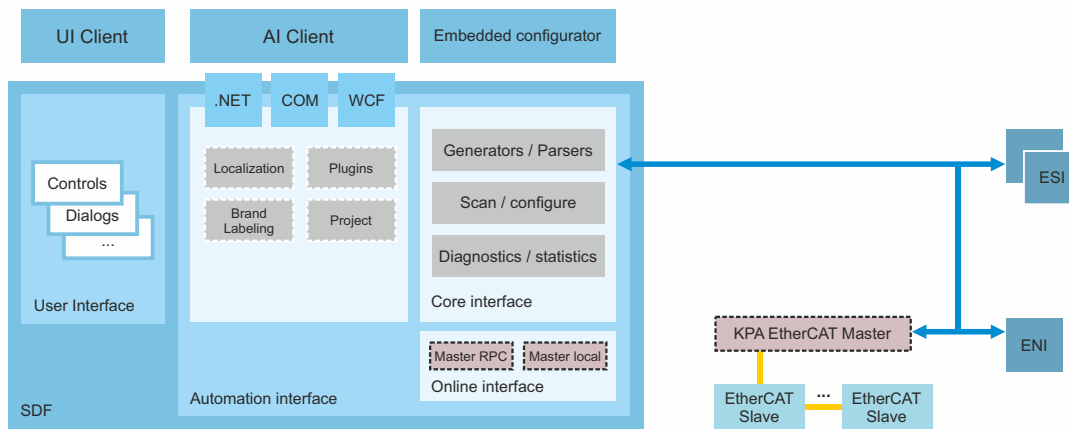 UI Client
AI Client
Embedded configurator
.NET
COM
WCF
Controls
Dialogs
...
User Interface
Localization
Plugins
Brand
Labeling
Project
Generators / Parsers
Scan / configure
Diagnostics / statistics
Core interface
Master RPC
Master local
Online interface
Automation interface
SDF
ESI
KPA EtherCAT Master
ENI
EtherCAT
Slave
...
EtherCAT
Slave